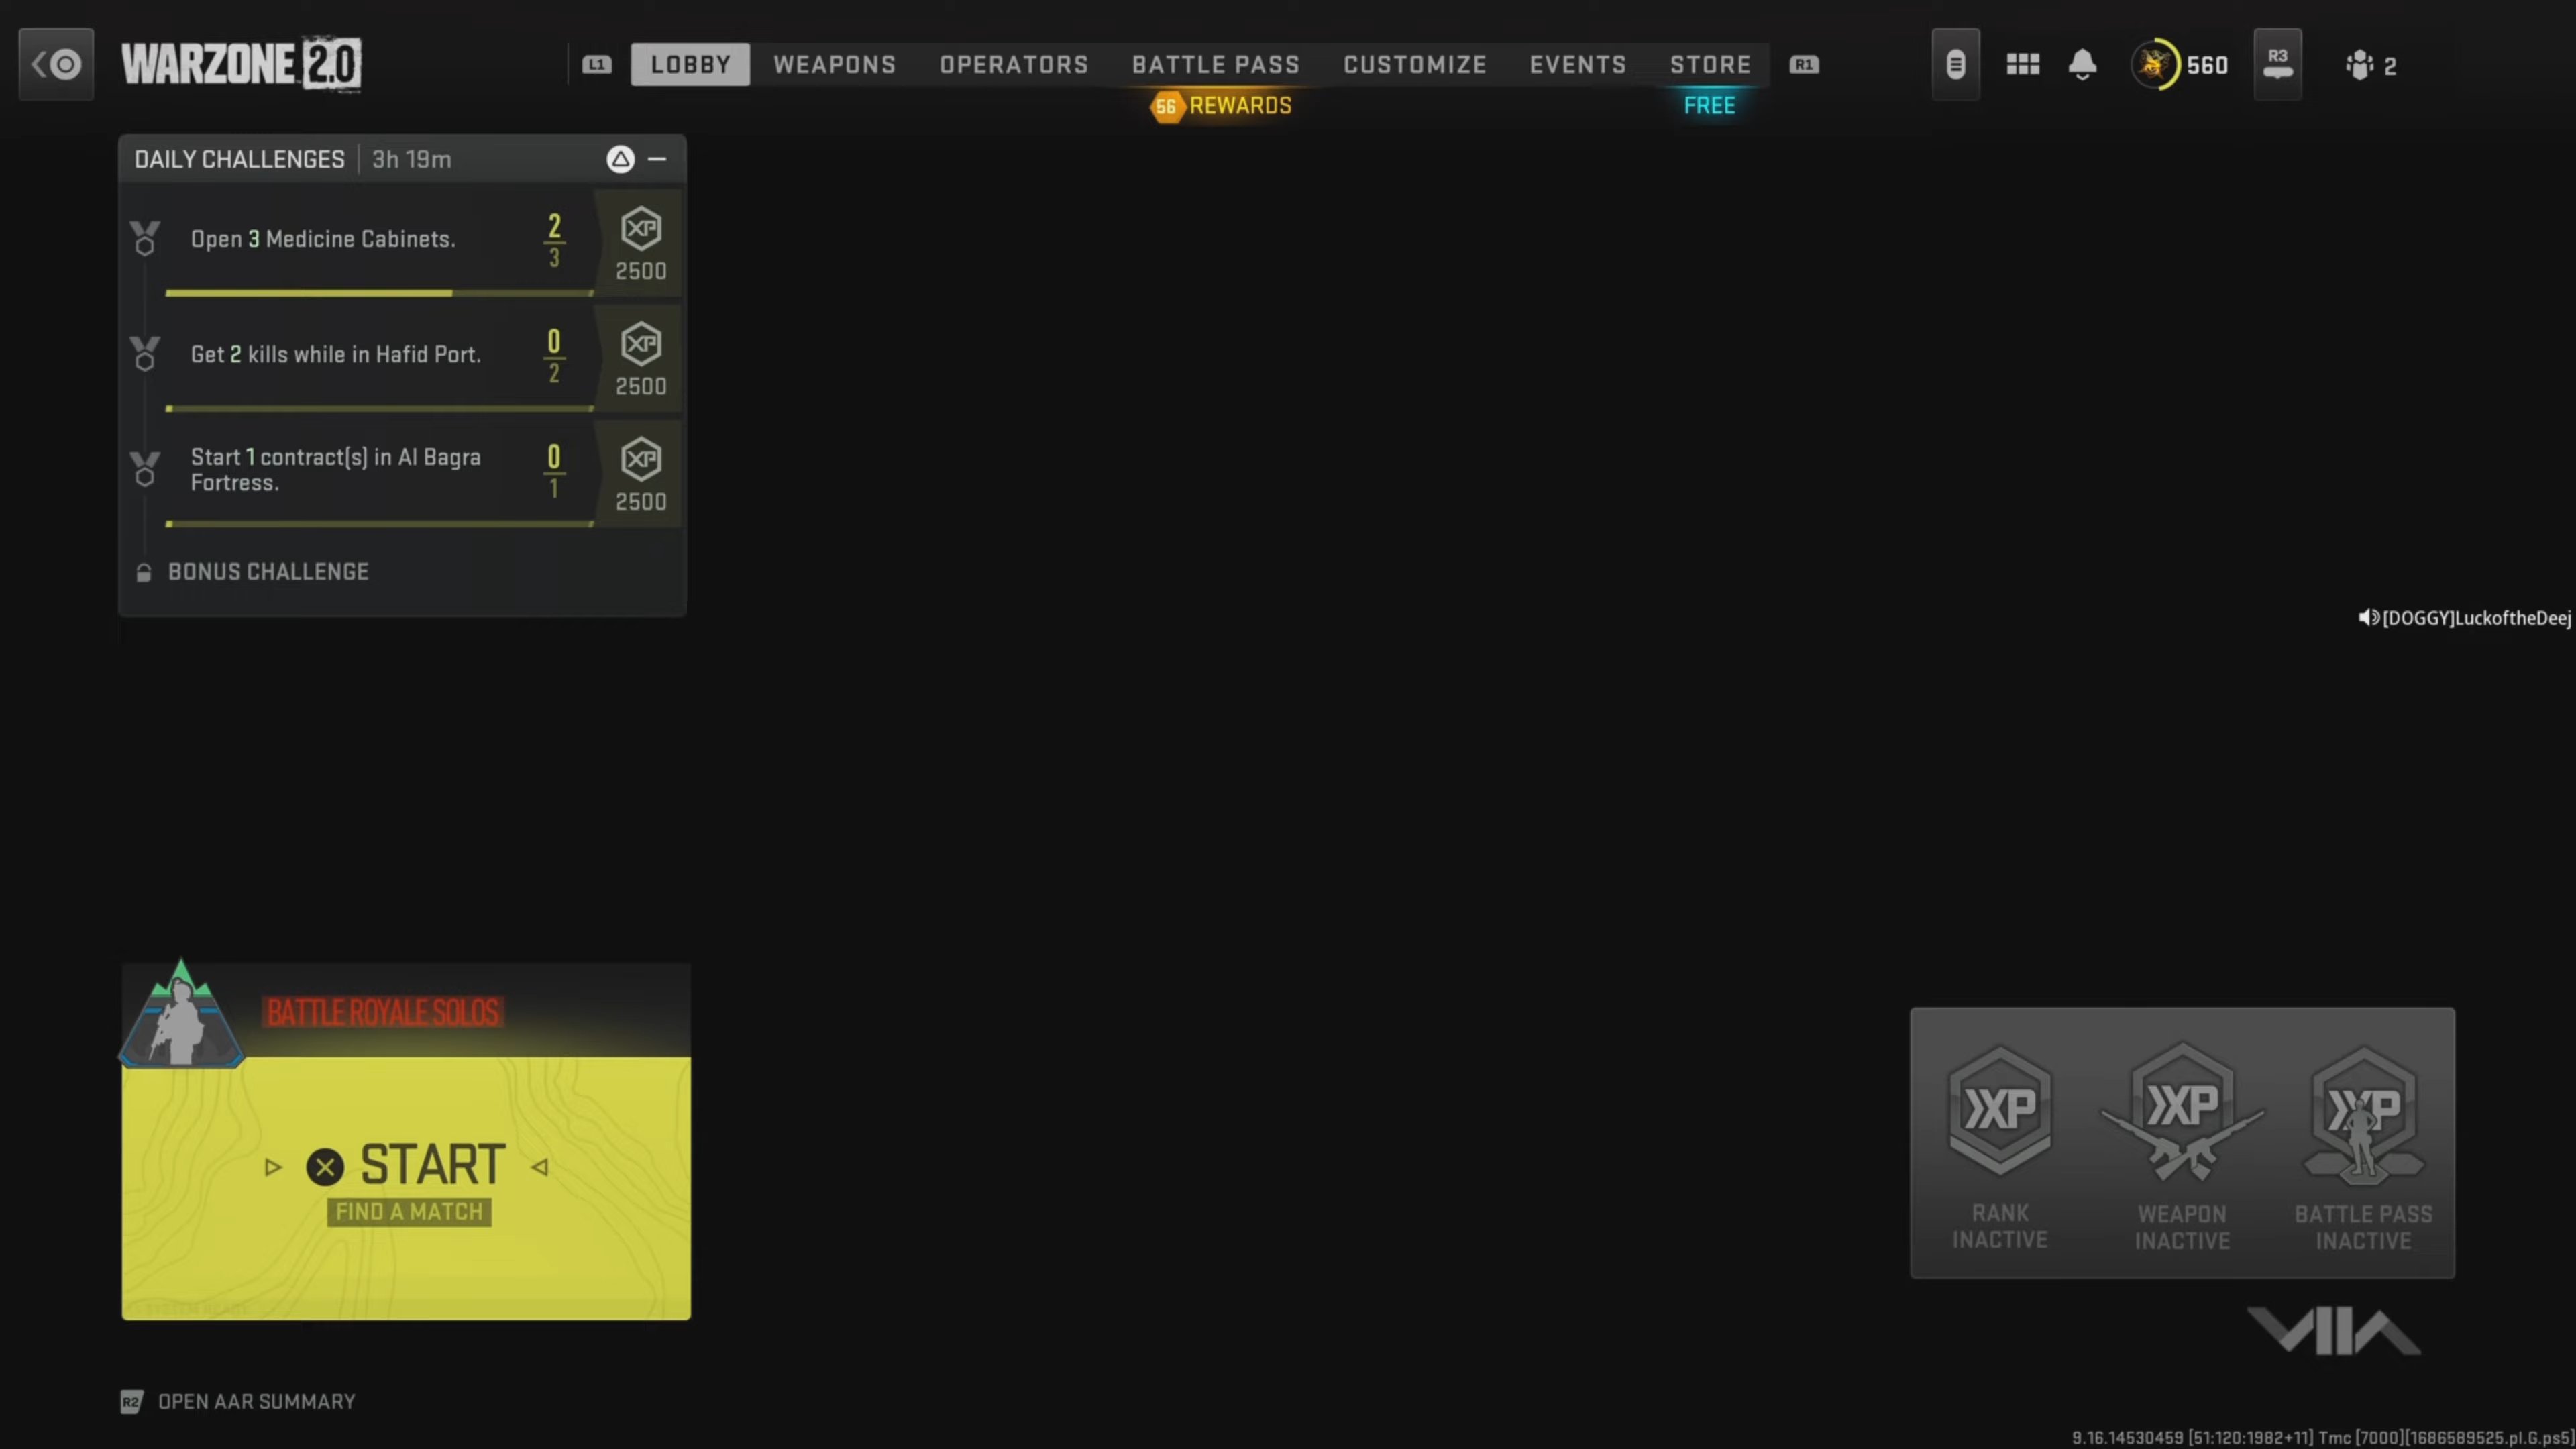 WARZONE 2.0
L1
LOBBY
WEAPONS
OPERATORS
BATTLE PASS
CUSTOMIZE
EVENTS
STORE
R1
560
R3
2
56 REWARDS
FREE
DAILY CHALLENGES 3h 19m
Open 3 Medicine Cabinets.
2
3
XP
2500
Get 2 kills while in Hafid Port.
0
2
XP
2500
Start 1 contract(s) in Al Bagra
Fortress.
0
1
XP
2500
BONUS CHALLENGE
[DOGGY]LuckoftheDeej
BATTLE ROYALE SOLOS
START
FIND A MATCH
XP
RANK
INACTIVE
XP
WEAPON
INACTIVE
XP
BATTLE PASS
INACTIVE
R2 OPEN AAR SUMMARY
9.16.14530459 [51:120:1982+11] Tmc [7000][1686589525.pl.G.ps5]